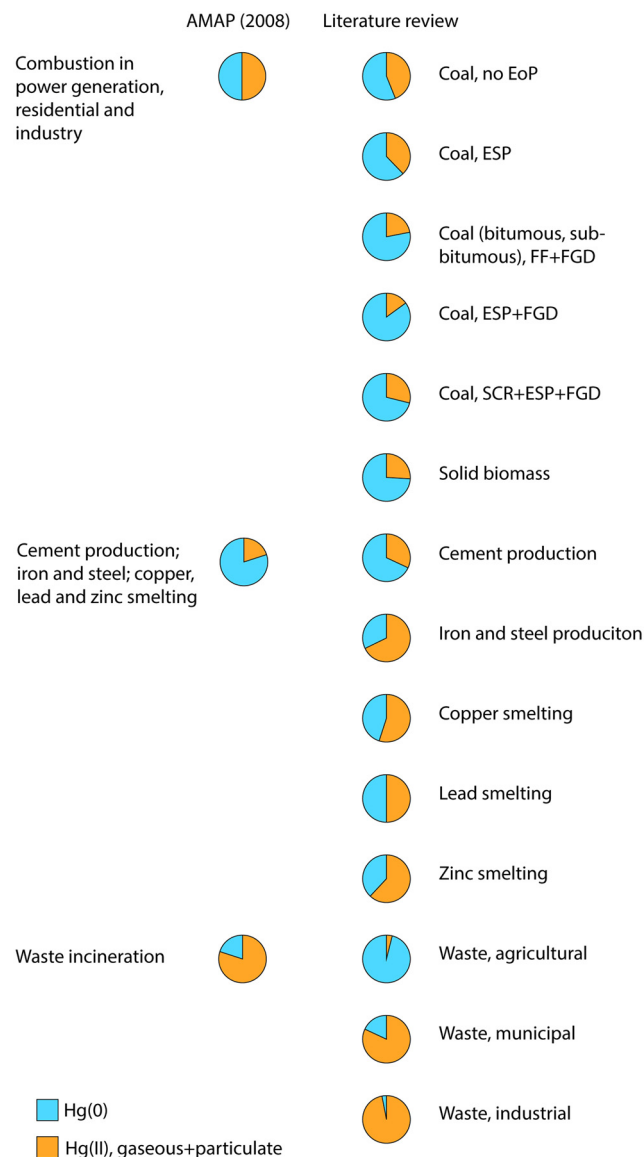 AMAP (2008)
Literature review
Combustion in
power generation,
residential and
industry
Coal, no EoP
Coal, ESP
Coal (bitumous, sub-
bitumous), FF+FGD
Coal, ESP+FGD
Coal, SCR+ESP+FGD
Solid biomass
Cement production;
iron and steel; copper,
lead and zinc smelting
Cement production
Iron and steel produciton
Copper smelting
Lead smelting
Zinc smelting
Waste incineration
Waste, agricultural
Waste, municipal
Waste, industrial
Hg(0)
Hg(II), gaseous+particulate